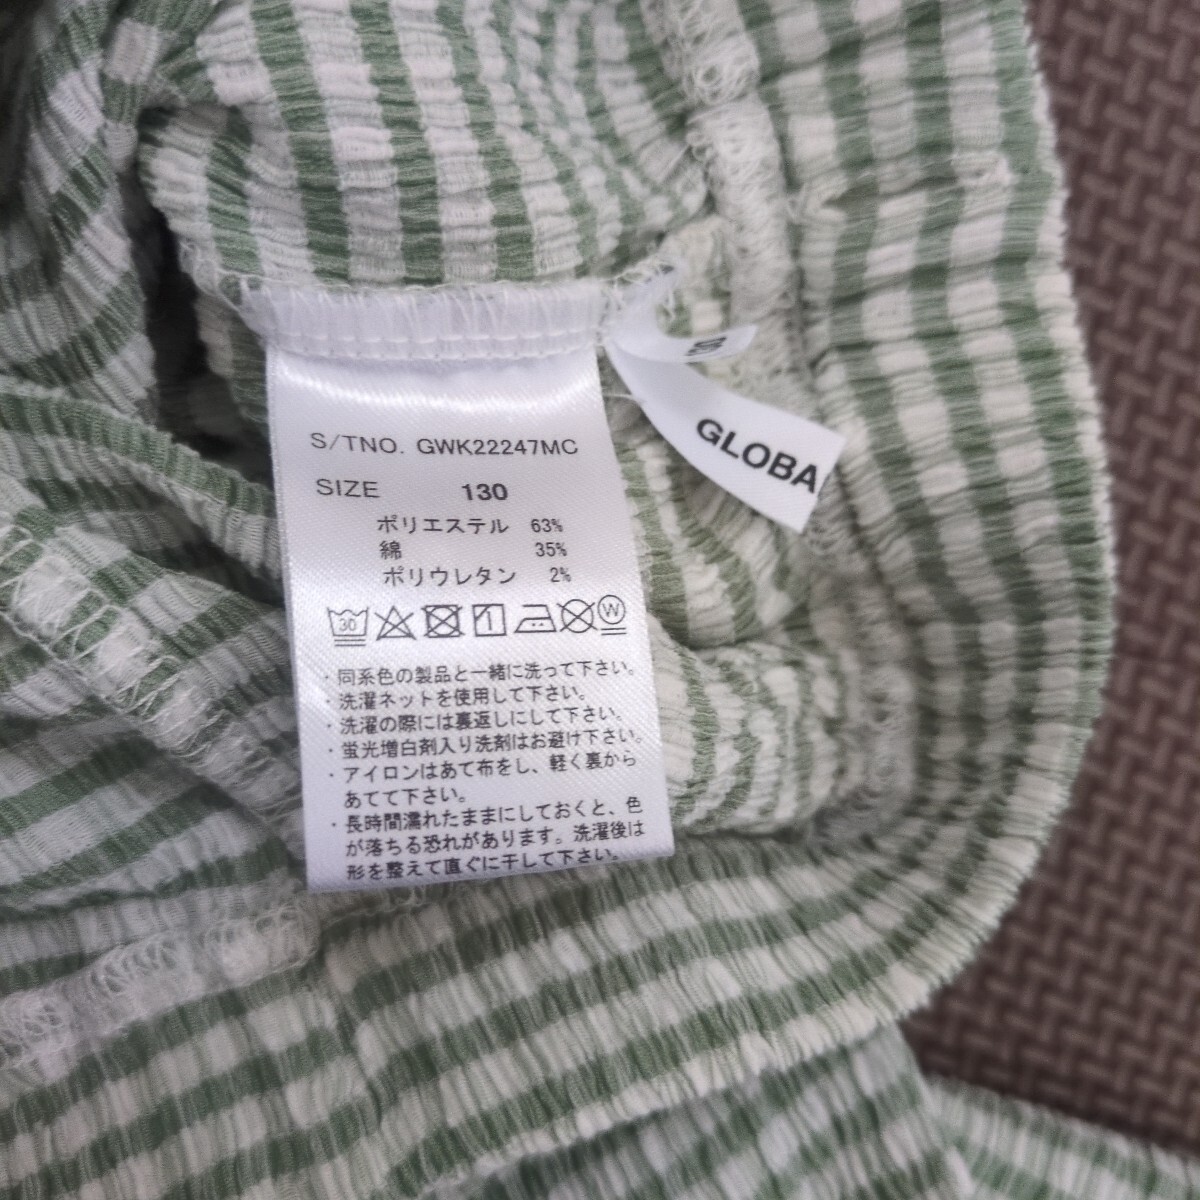 S/TNO. GWK22247MC
SIZE 130
ポリエステル 63%
綿 35%
ポリウレタン 2%
30 1 W
・同系色の製品と一緒に洗って下さい。
・洗濯ネットを使用して下さい。
・洗濯の際には裏返しにして下さい。
・蛍光増白剤入り洗剤はお避け下さい。
・アイロンはあて布をし、軽く裏から
あてて下さい。
・長時間濡れたままにしておくと、色
が落ちる恐れがあります。洗濯後は
形を整えて直ぐに干して下さい。
GLOBA